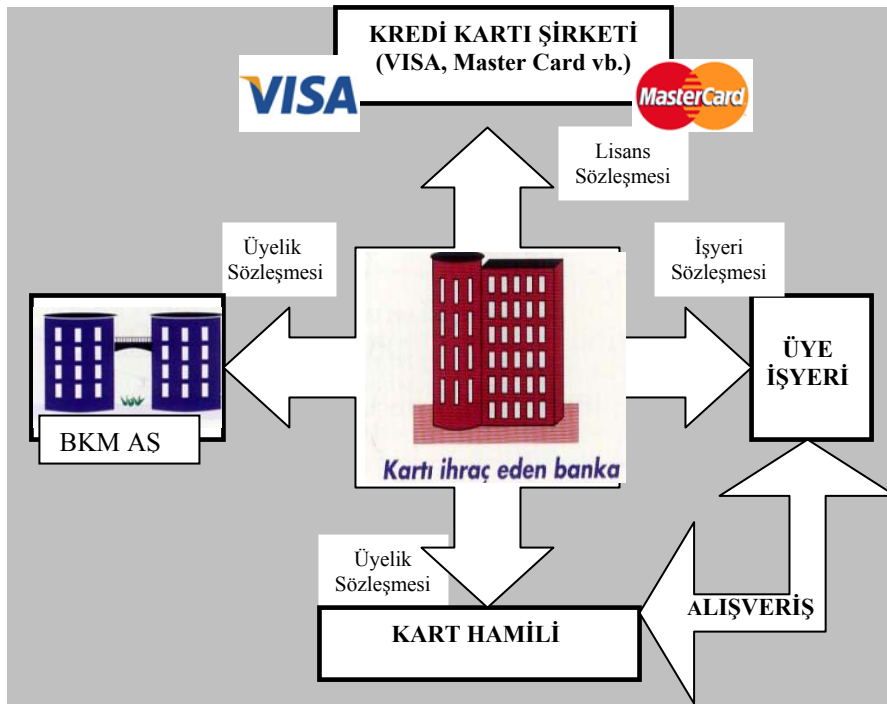 KREDİ KARTI ŞİRKETİ
(VISA, Master Card vb.)
VISA
MasterCard
Lisans
Sözleşmesi
Üyelik
Sözleşmesi
İşyeri
Sözleşmesi
ÜYE
İŞYERİ
BKM AŞ
Kartı ihraç eden banka
Üyelik
Sözleşmesi
ALIŞVERİŞ
KART HAMİLİ